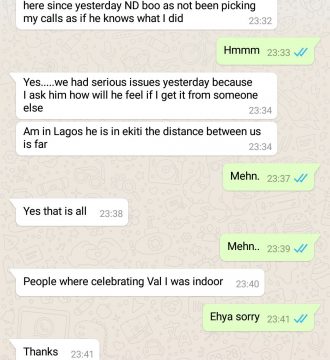 here since yesterday ND boo as not been picking
my calls as if he knows what I did
23:32
Hmmm 23:33
Yes.....we had serious issues yesterday because
I ask him how will he feel if I get it from someone
else
23:34
Am in Lagos he is in ekiti the distance between us
is far
23:34
Mehn. 23:37
Yes that is all 23:38
Mehn.. 23:39
People where celebrating Val I was indoor 23:40
Ehya sorry 23:41
Thanks 23:41